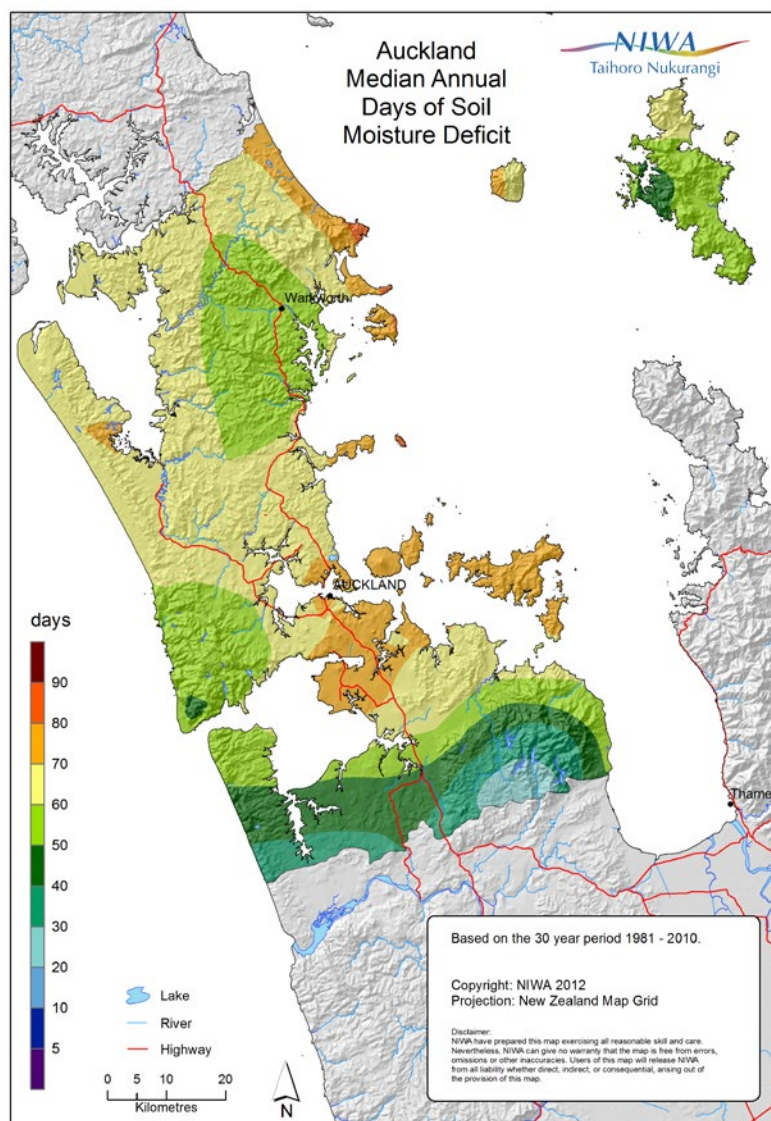 Auckland
Median Annual
Days of Soil
Moisture Deficit
NIWA
Taihoro Nukurangi
Warkworth
AUCKLAND
Thame
days
90
80
70
60
50
40
30
20
10
5
Lake
River
Highway
0 5 10 20
Kilometres
N
Based on the 30 year period 1981 - 2010.
Copyright: NIWA 2012
Projection: New Zealand Map Grid
Disclaimer:
NIWA have prepared this map exercising all reasonable skill and care.
Nevertheless, NIWA can give no warranty that the map is free from errors,
omissions or other inaccuracies. Users of this map will release NIWA
from all liability whether direct, indirect, or consequential, arising out of
the provision of this map.